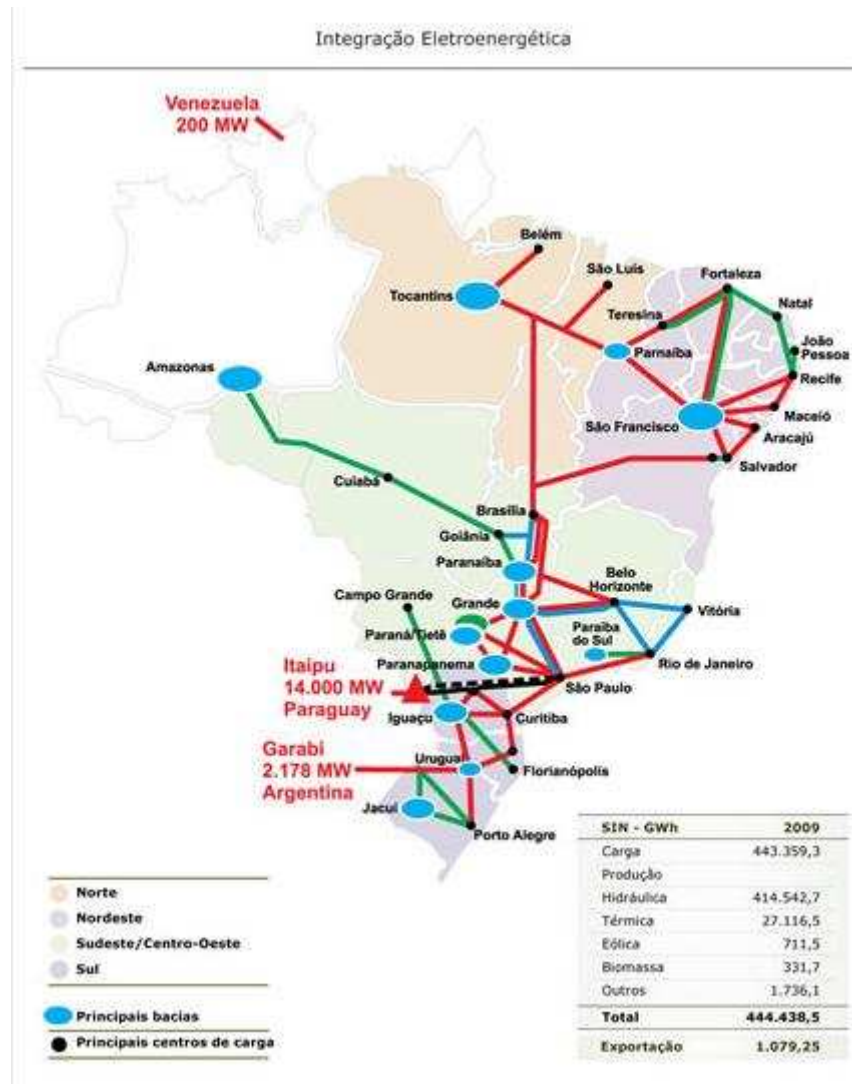 Integração Eletroenergética
Venezuela
200 MW
Belém
São Luis
Fortaleza
Tocantins
Teresina
Natal
Parnaíba
João
Pessoa
Amazonas
Recife
São Francisco
Maceió
Aracajú
Cuiabá
Salvador
Brasília
Goiânia
Paranaíba
Campo Grande
Grande
Belo
Horizonte
Vitória
Paraná/Tietê
Paraíba
do Sul
Itaipu
14.000 MW
Paraguay
Paranapanema
Rio de Janeiro
São Paulo
Iguaçu
Curitiba
Garabi
2.178 MW
Argentina
Uruguai
Florianópolis
Jacuí
Porto Alegre
SIN - GWh 2009
Carga 443.359,3
Produção
Hidráulica 414.542,7
Térmica 27.116,5
Eólica 711,5
Biomassa 331,7
Outros 1.736,1
Total 444.438,5
Exportação 1.079,25
Norte
Nordeste
Sudeste/Centro-Oeste
Sul
Principais bacias
Principais centros de carga